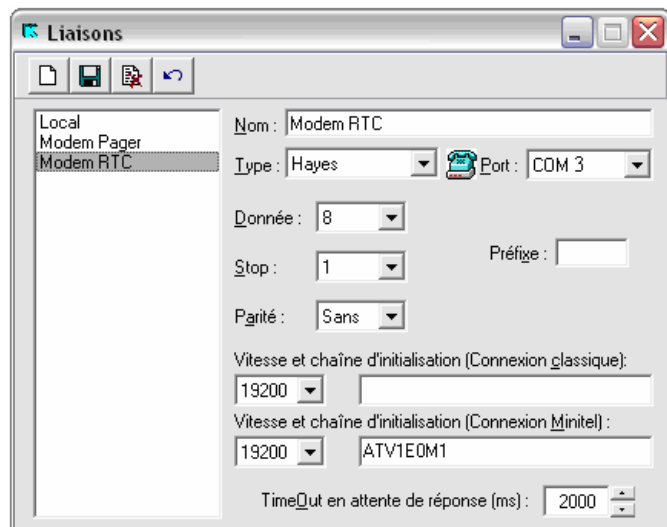 Liaisons
Local
Modem Pager
Modem RTC
Nom : Modem RTC
Type : Hayes Port : COM 3
Donnée : 8
Préfixe :
Stop : 1
Parité : Sans
Vitesse et chaîne d'initialisation (Connexion classique):
19200
Vitesse et chaîne d'initialisation (Connexion Minitel) :
19200 ATV1E0M1
TimeOut en attente de réponse (ms) : 2000